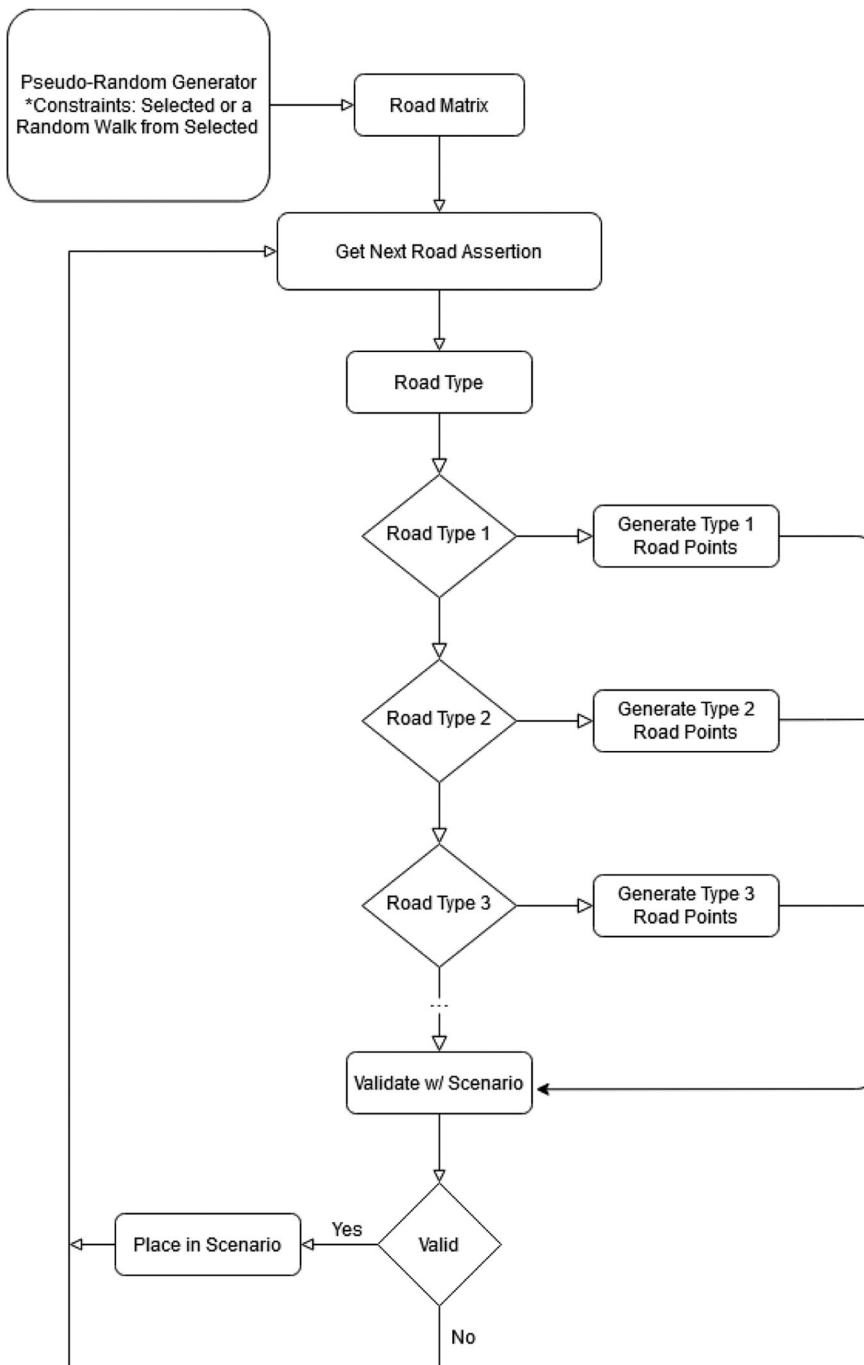 Pseudo-Random Generator
*Constraints: Selected or a
Random Walk from Selected
Road Matrix
Get Next Road Assertion
Road Type
Road Type 1
Generate Type 1
Road Points
Road Type 2
Generate Type 2
Road Points
Road Type 3
Generate Type 3
Road Points
...
Validate w/ Scenario
Valid
Yes
Place in Scenario
No